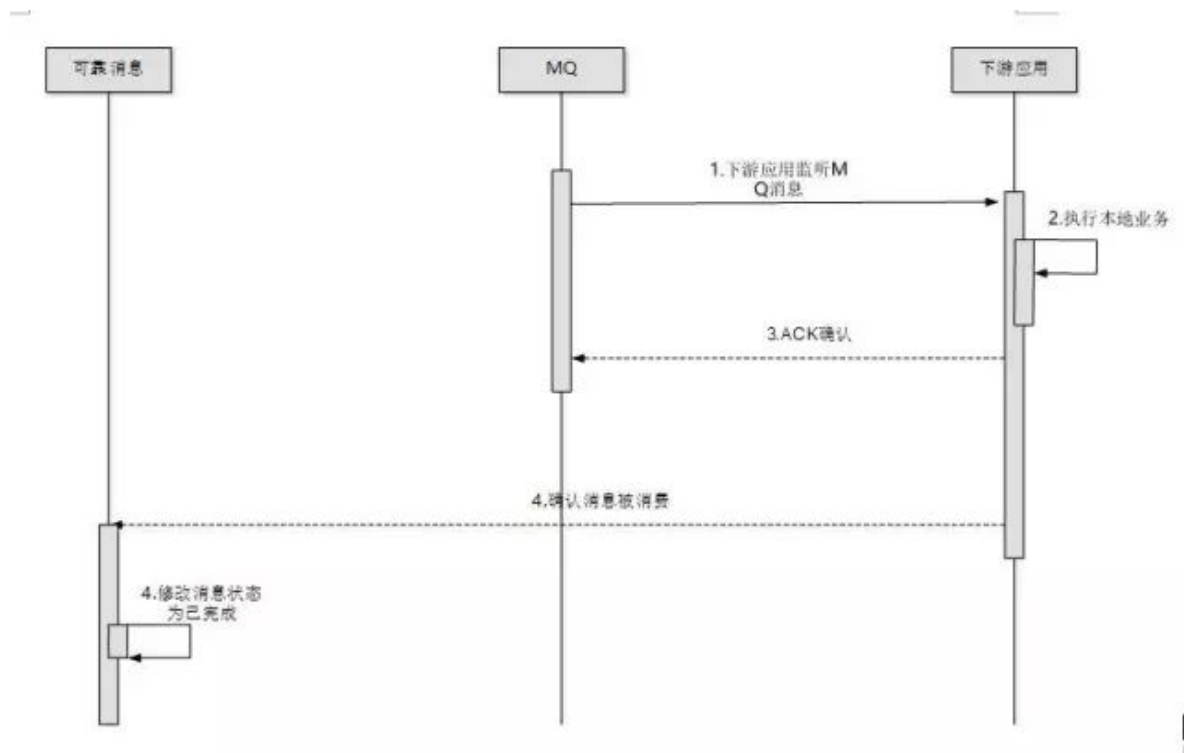 可靠消息
MQ
下游应用
1.下游应用监听M
Q消息
2.执行本地业务
3.ACK确认
4.确认消息被消费
4.修改消息状态
为已完成